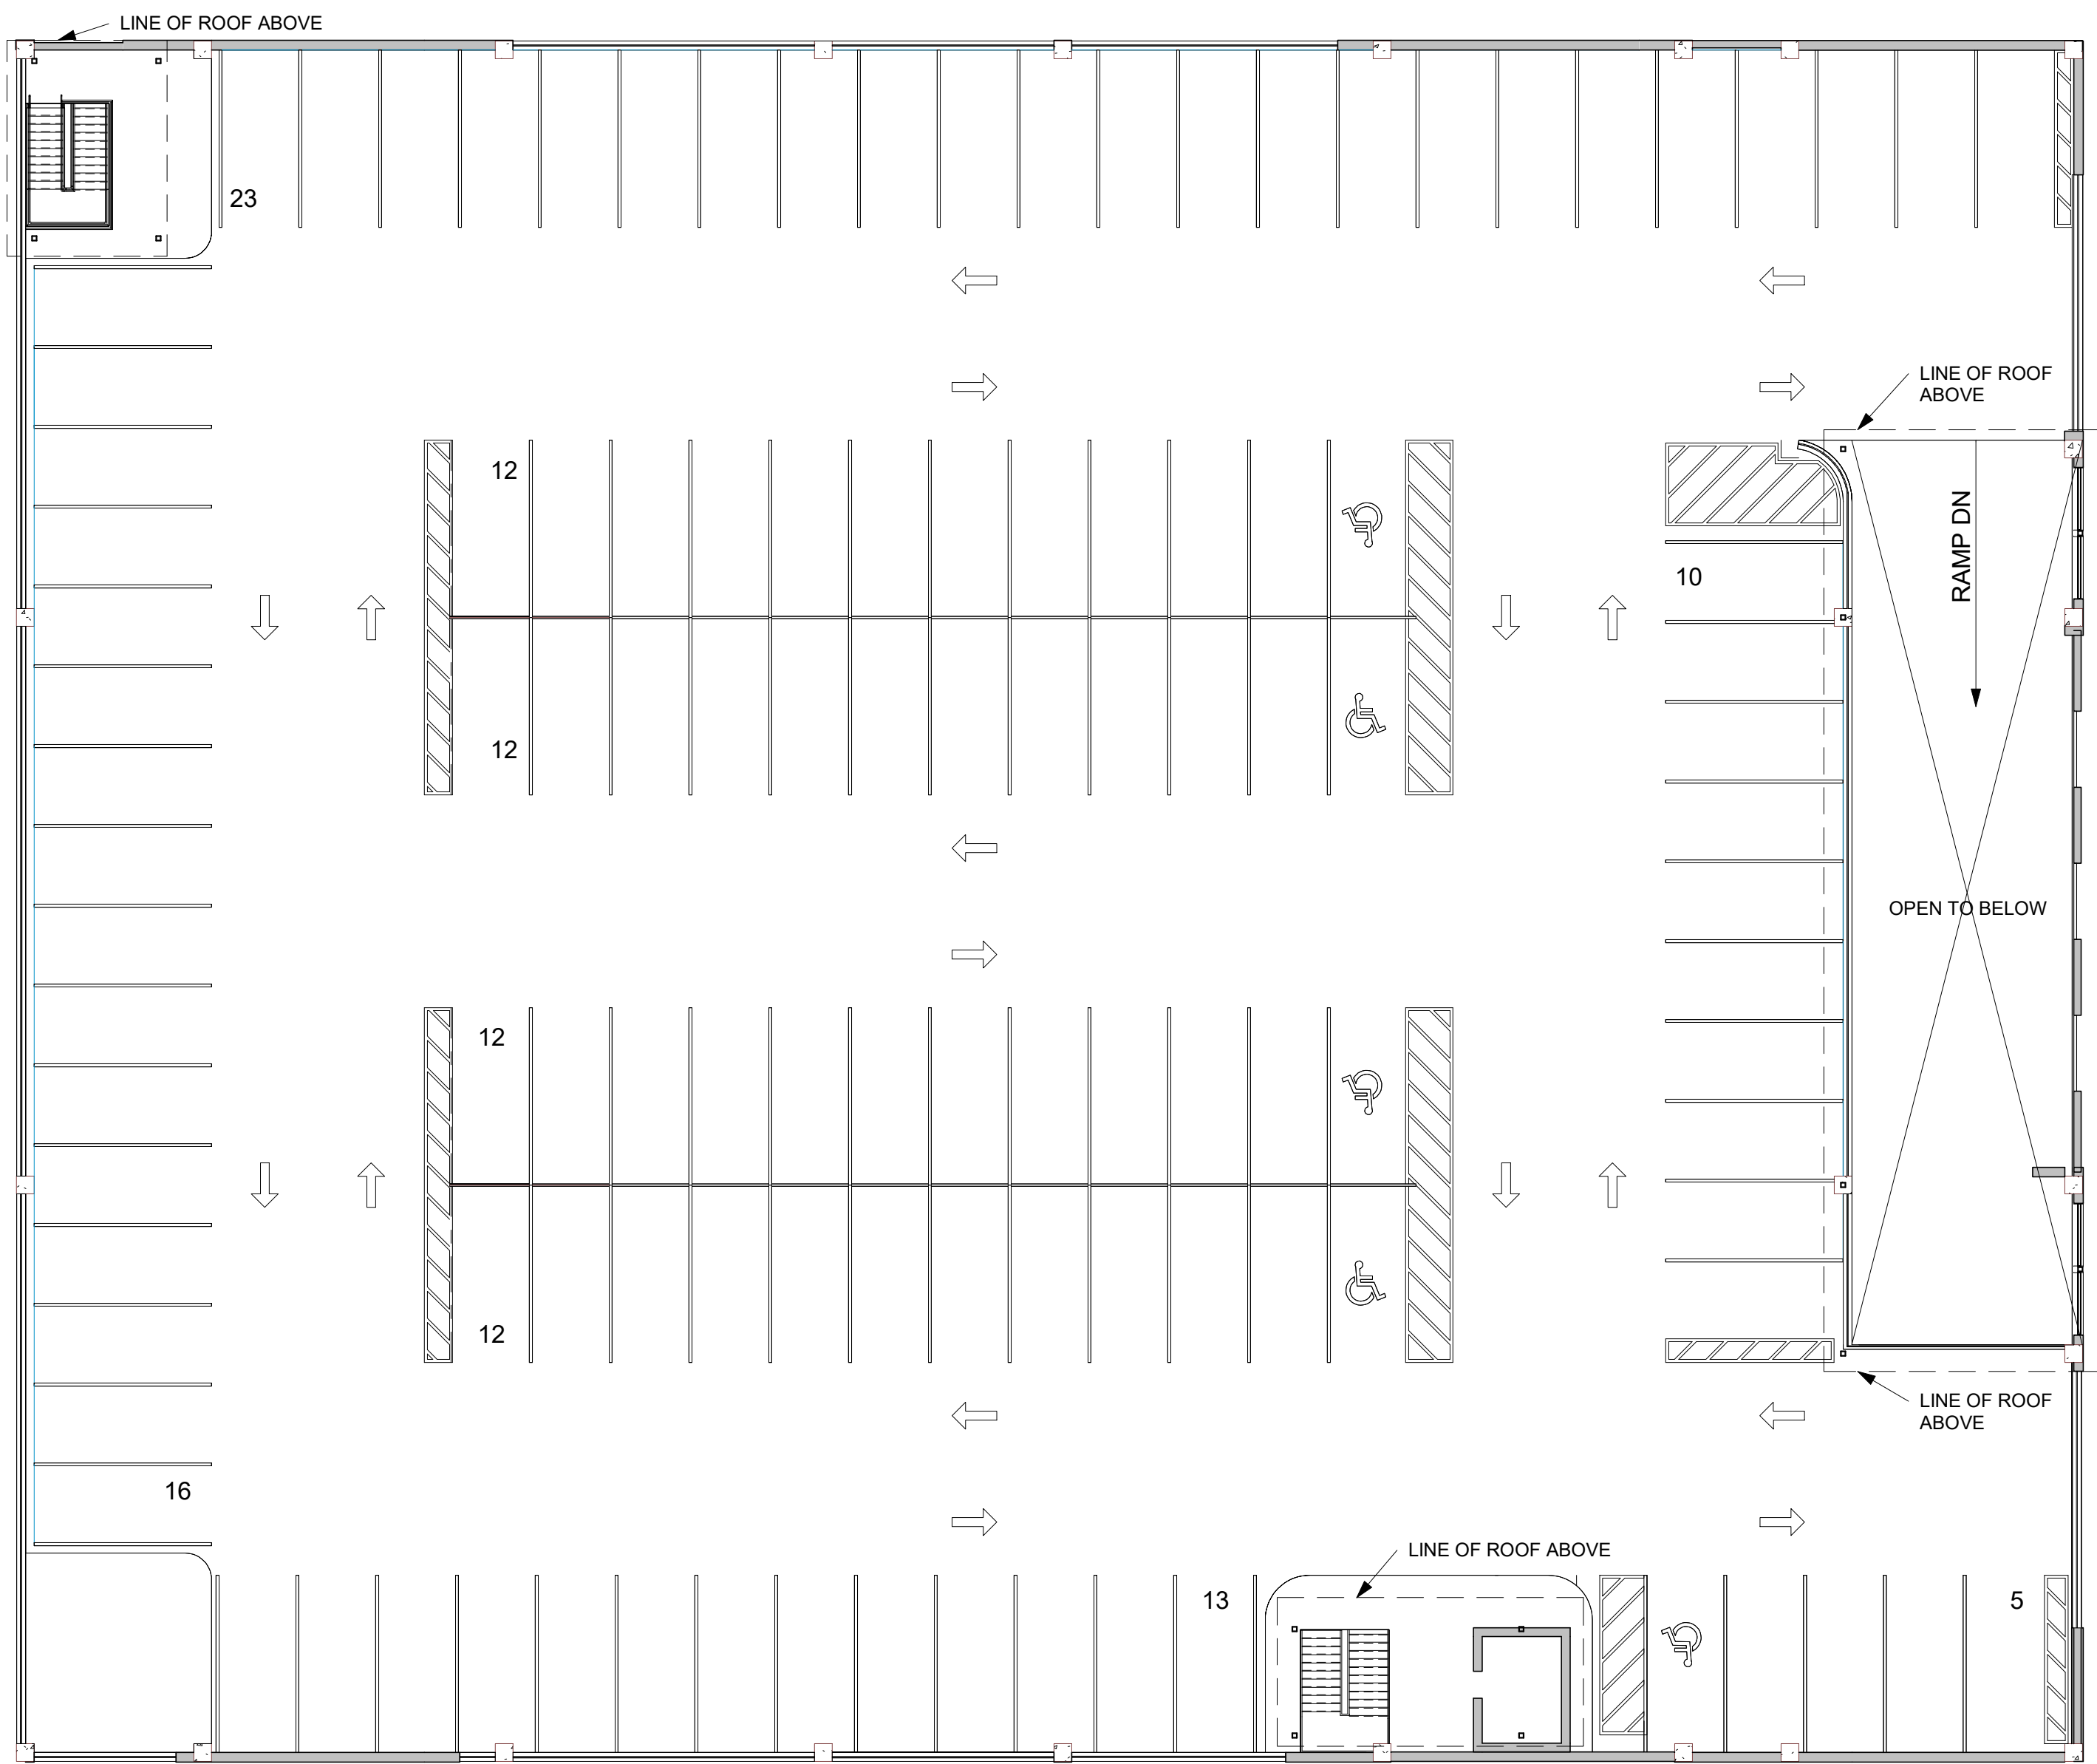 LINE OF ROOF ABOVE
23
LINE OF ROOF
ABOVE
12
RAMP DN
10
12
OPEN TO BELOW
12
12
LINE OF ROOF
ABOVE
16
LINE OF ROOF ABOVE
13
5